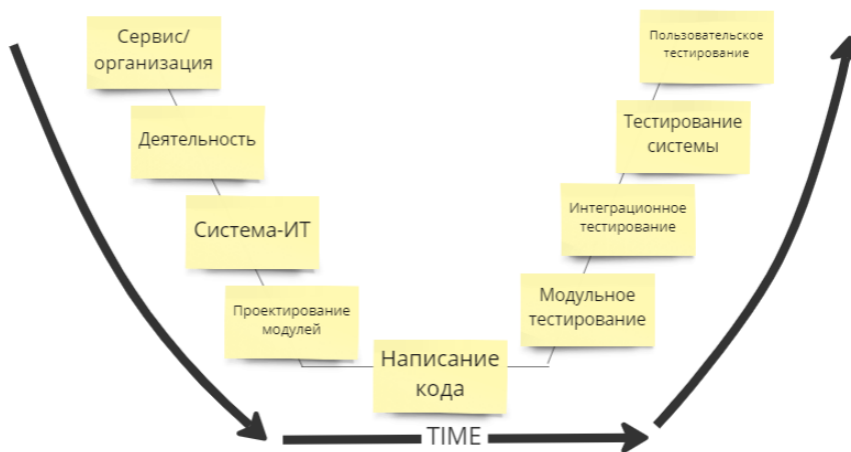 Сервис/
организация
Деятельность
Система-ИТ
Проектирование
модулей
Написание
кода
Модульное
тестирование
Интеграционное
тестирование
Тестирование
системы
Пользовательское
тестирование
TIME